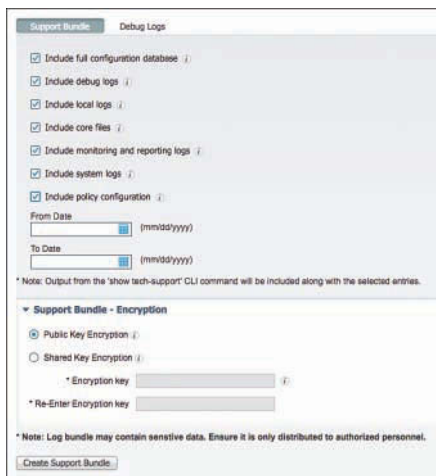 Support Bundle Debug Logs
Include full configuration database i
Include debug logs i
Include local logs i
Include core files i
Include monitoring and reporting logs i
Include system logs i
Include policy configuration i
From Date
(mm/dd/yyyy)
To Date
(mm/dd/yyyy)
* Note: Output from the 'show tech-support' CLI command will be included along with the selected entries.
Support Bundle - Encryption
Public Key Encryption i
Shared Key Encryption i
* Encryption key i
* Re-Enter Encryption key
* Note: Log bundle may contain senstive data. Ensure it is only distributed to authorized personnel.
Create Support Bundle